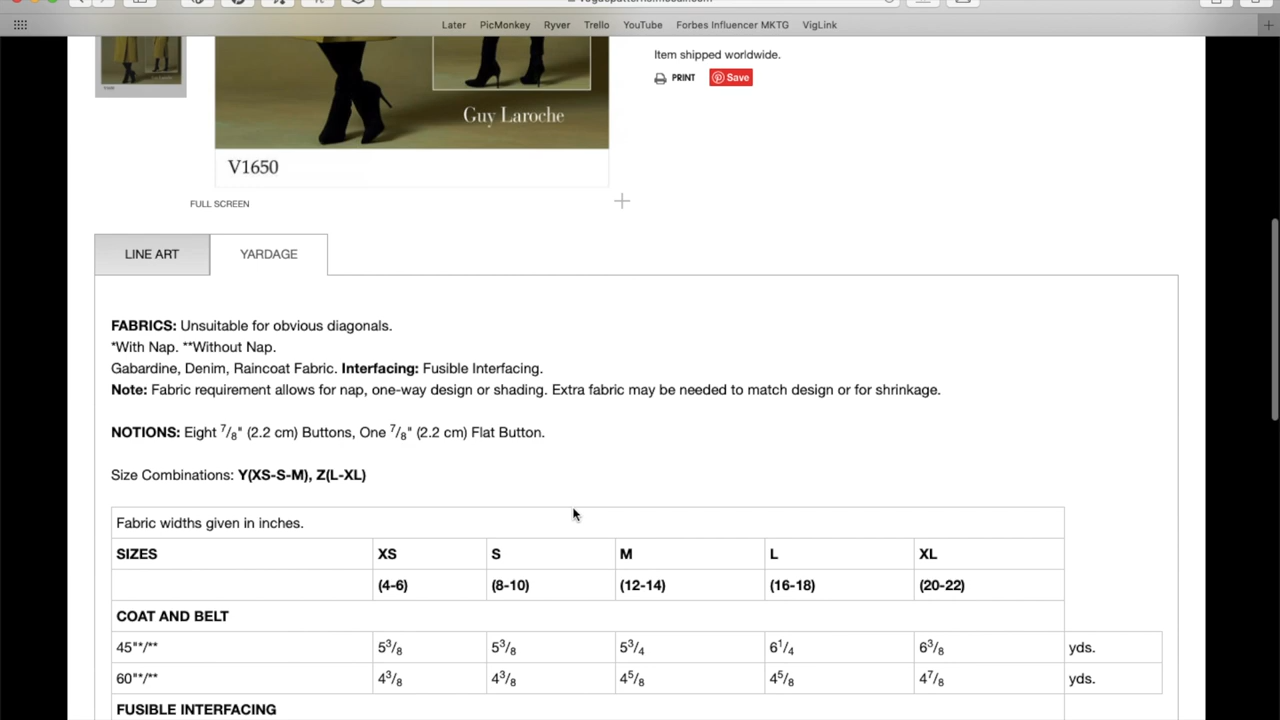 Later PicMonkey Ryver Trello YouTube Forbes Influencer MKTG VigLink
Item shipped worldwide.
PRINT Save
Guy Laroche
V1650
FULL SCREEN
LINE ART YARDAGE
FABRICS: Unsuitable for obvious diagonals.
*With Nap. **Without Nap.
Gabardine, Denim, Raincoat Fabric. Interfacing: Fusible Interfacing.
Note: Fabric requirement allows for nap, one-way design or shading. Extra fabric may be needed to match design or for shrinkage.
NOTIONS: Eight 7/8" (2.2 cm) Buttons, One 7/8" (2.2 cm) Flat Button.
Size Combinations: Y(XS-S-M), Z(L-XL)
Fabric widths given in inches.
SIZES XS S M L XL
(4-6) (8-10) (12-14) (16-18) (20-22)
COAT AND BELT
45"*/** 5 3/8 5 3/8 5 3/4 6 1/4 6 3/8 yds.
60"*/** 4 3/8 4 3/8 4 5/8 4 5/8 4 7/8 yds.
FUSIBLE INTERFACING